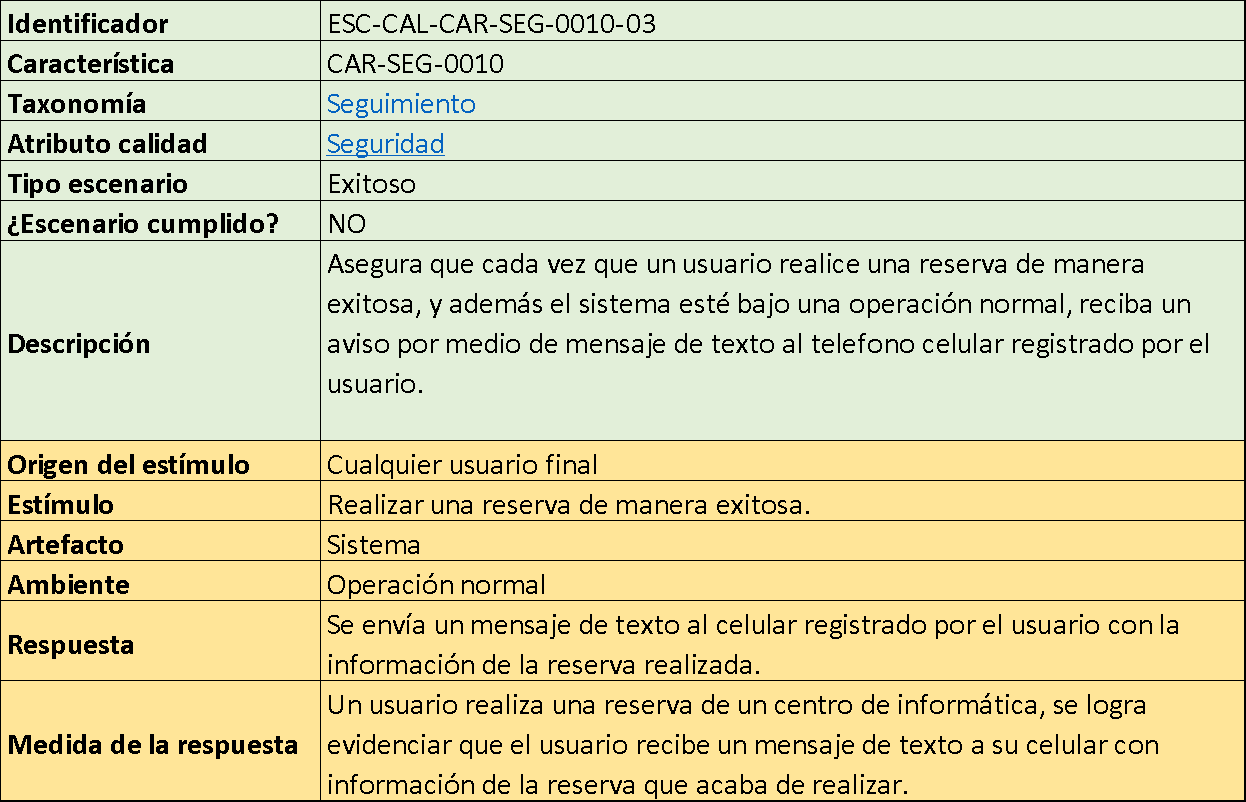 Identificador ESC-CAL-CAR-SEG-0010-03
Característica CAR-SEG-0010
Taxonomía Seguimiento
Atributo calidad Seguridad
Tipo escenario Exitoso
¿Escenario cumplido? NO
Descripción
Asegura que cada vez que un usuario realice una reserva de manera
exitosa, y además el sistema esté bajo una operación normal, reciba un
aviso por medio de mensaje de texto al telefono celular registrado por el
usuario.
Origen del estímulo Cualquier usuario final
Estímulo Realizar una reserva de manera exitosa.
Artefacto Sistema
Ambiente Operación normal
Respuesta
Se envía un mensaje de texto al celular registrado por el usuario con la
información de la reserva realizada.
Medida de la respuesta
Un usuario realiza una reserva de un centro de informática, se logra
evidenciar que el usuario recibe un mensaje de texto a su celular con
información de la reserva que acaba de realizar.